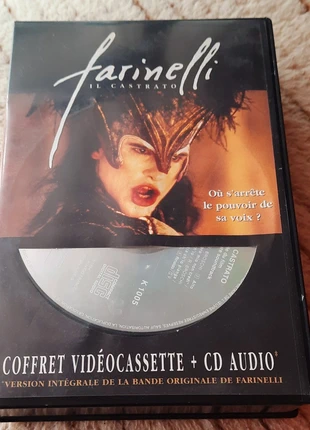 farinelli
IL CASTRATO
Où s'arrête
le pouvoir de
sa voix ?
CASTRATO
K 1005
COFFRET VIDÉOCASSETTE + CD AUDIO*
*VERSION INTÉGRALE DE LA BANDE ORIGINALE DE FARINELLI